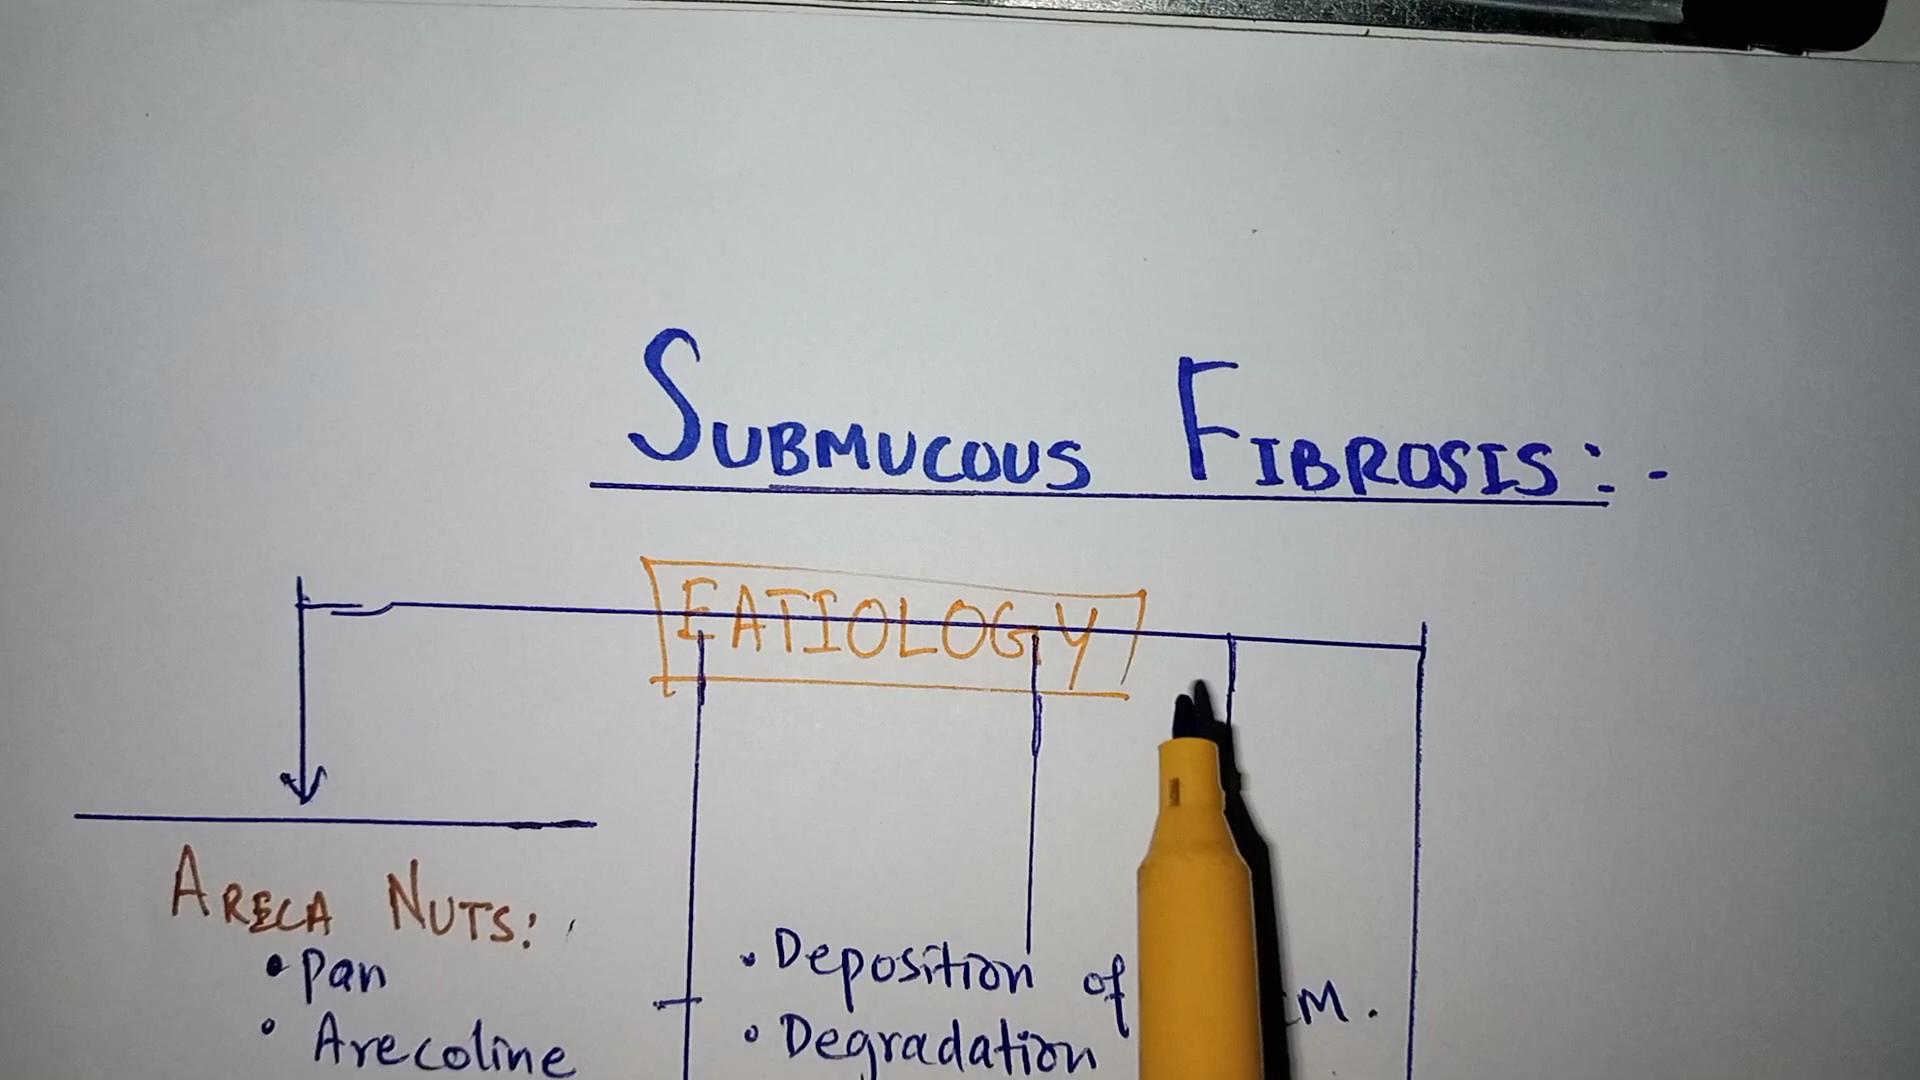 SUBMUCOUS FIBROSIS:-
EATIOLOGY
ARECA NUTS:
• Pan
• Arecoline
• Deposition of
• Degradation